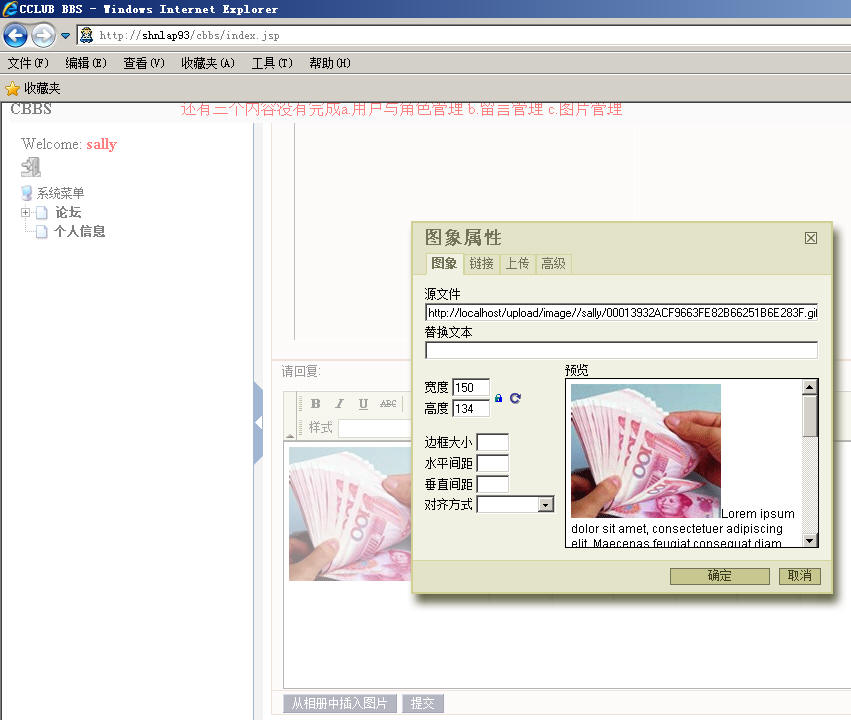 CCLUB BBS - Windows Internet Explorer
http://shnlap93/cbbs/index.jsp
文件(F) 编辑(E) 查看(V) 收藏夹(A) 工具(T) 帮助(H)
收藏夹
CBBS
还有三个内容没有完成a.用户与角色管理 b.留言管理 c.图片管理
Welcome: sally
系统菜单
论坛
个人信息
请回复:
B I U ABC
样式
图象属性
图象 链接 上传 高级
源文件
http://localhost/upload/image//sally/00013932ACF9663FE82B66251B6E283F.gif
替换文本
宽度 150
高度 134
边框大小
水平间距
垂直间距
对齐方式
预览
Lorem ipsum
dolor sit amet, consectetuer adipiscing
elit. Maecenas feugiat consequat diam.
确定 取消
从相册中插入图片 提交